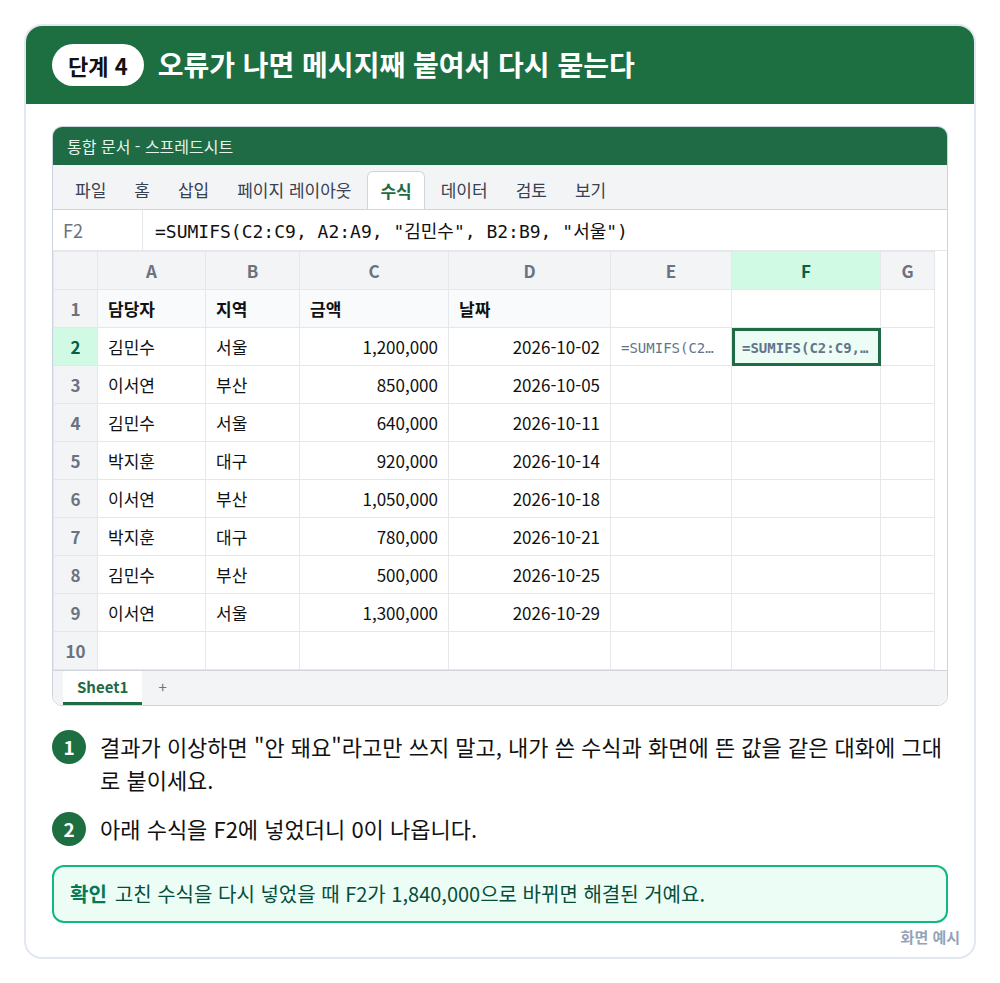 단계 4 오류가 나면 메시지째 붙여서 다시 묻는다
통합 문서 - 스프레드시트
파일 홈 삽입 페이지 레이아웃 수식 데이터 검토 보기
F2 =SUMIFS(C2:C9, A2:A9, "김민수", B2:B9, "서울")
A B C D E F G
1 담당자 지역 금액 날짜
2 김민수 서울 1,200,000 2026-10-02 =SUMIFS(C2… =SUMIFS(C2:C9,…
3 이서연 부산 850,000 2026-10-05
4 김민수 서울 640,000 2026-10-11
5 박지훈 대구 920,000 2026-10-14
6 이서연 부산 1,050,000 2026-10-18
7 박지훈 대구 780,000 2026-10-21
8 김민수 부산 500,000 2026-10-25
9 이서연 서울 1,300,000 2026-10-29
10
Sheet1 +
1 결과가 이상하면 "안 돼요"라고만 쓰지 말고, 내가 쓴 수식과 화면에 뜬 값을 같은 대화에 그대
로 붙이세요.
2 아래 수식을 F2에 넣었더니 0이 나옵니다.
확인 고친 수식을 다시 넣었을 때 F2가 1,840,000으로 바뀌면 해결된 거예요.
화면 예시